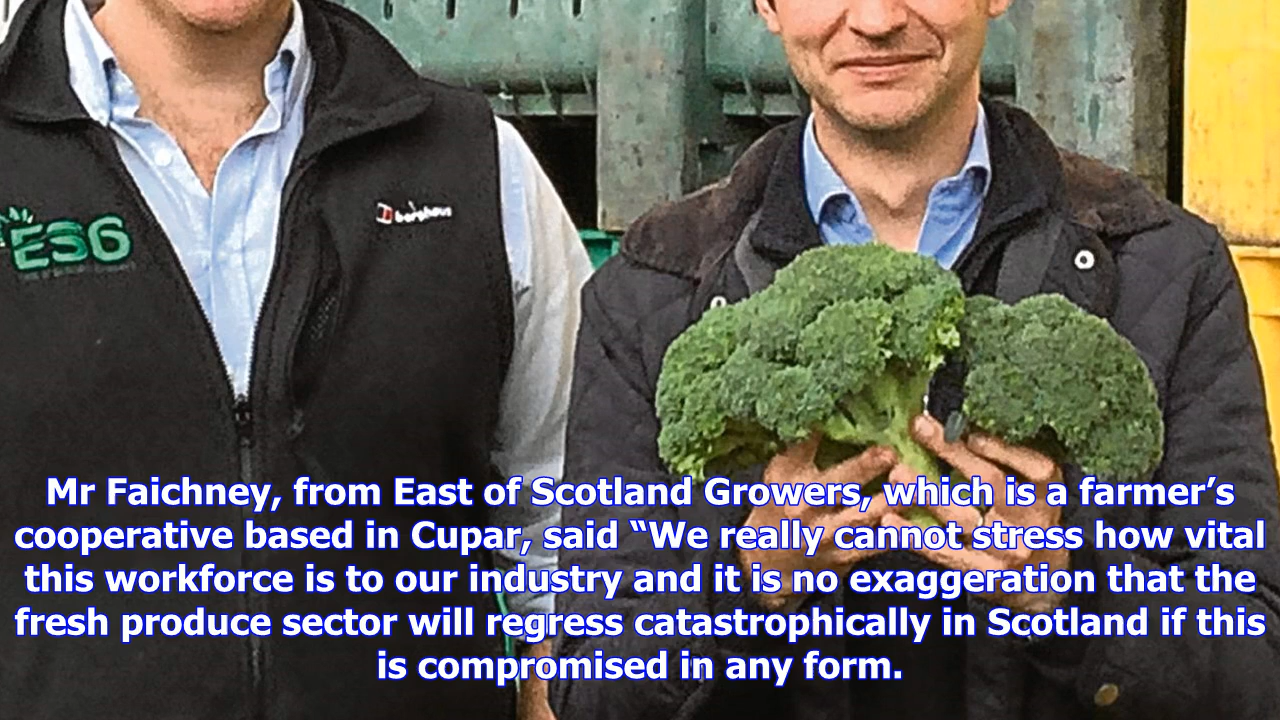 ESG
berghaus
Mr Faichney, from East of Scotland Growers, which is a farmer’s
cooperative based in Cupar, said “We really cannot stress how vital
this workforce is to our industry and it is no exaggeration that the
fresh produce sector will regress catastrophically in Scotland if this
is compromised in any form.